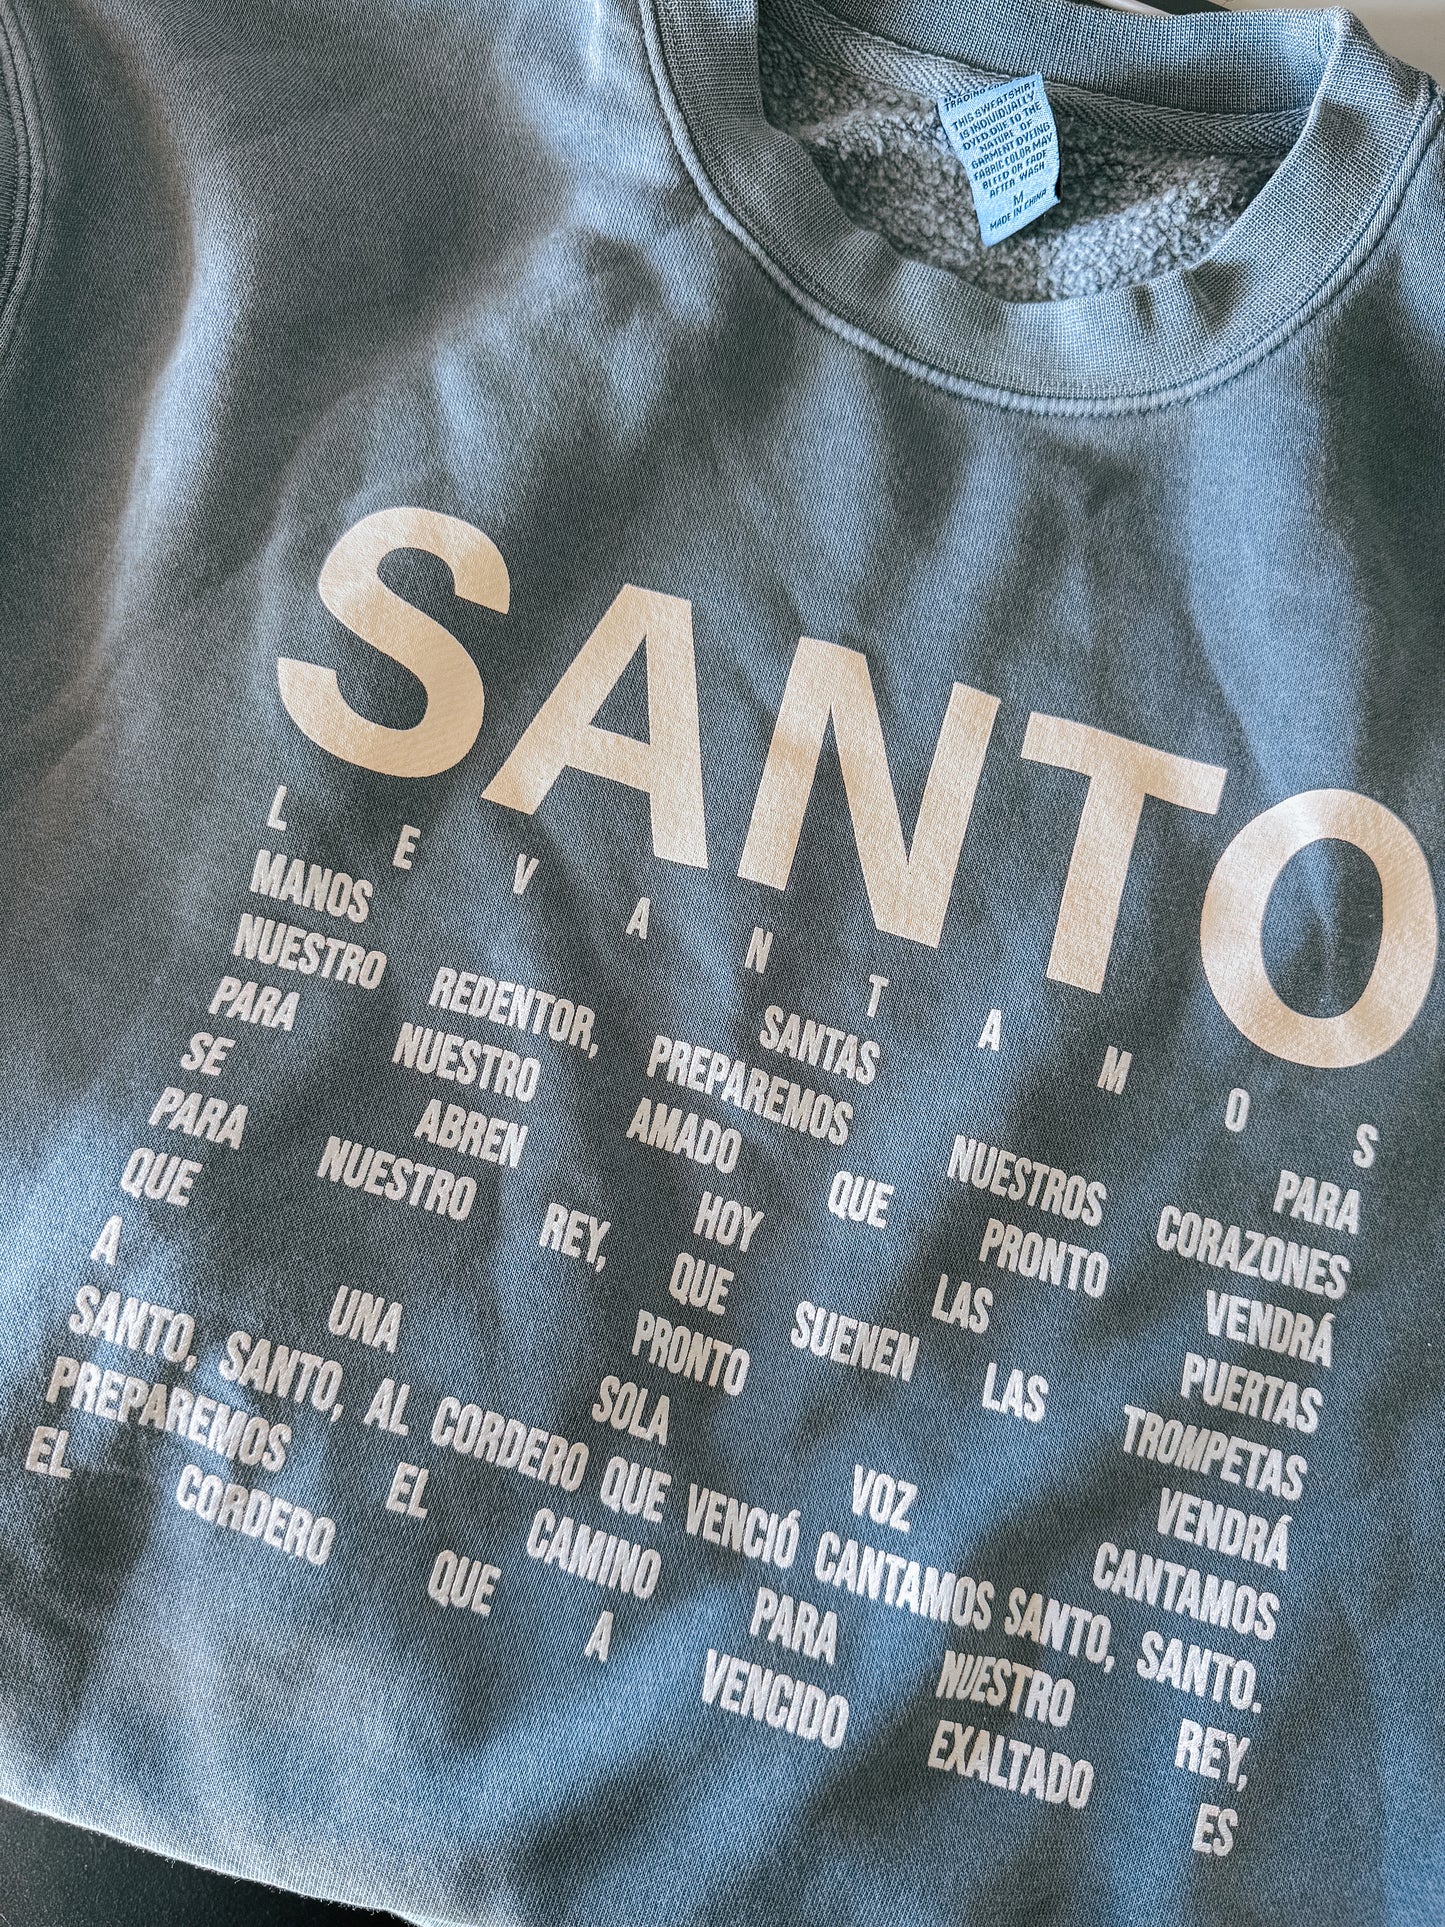 TRADING
THIS SWEATSHIRT
IS INDIVIDUALLY
DYED.DUE TO THE
NATURE OF
GARMENT DYEING
FABRIC COLOR MAY
BLEED OR FADE
AFTER WASH
M
MADE IN CHINA
SANTO
L E V A N T A M O S
MANOS SANTAS PARA
NUESTRO REDENTOR, PREPAREMOS NUESTROS CORAZONES
PARA NUESTRO AMADO QUE PRONTO VENDRÁ
SE ABREN HOY LAS PUERTAS
PARA NUESTRO REY, QUE SUENEN LAS TROMPETAS
QUE PRONTO VENDRÁ
A UNA SOLA VOZ CANTAMOS
SANTO, SANTO, AL CORDERO QUE VENCIÓ CANTAMOS SANTO, SANTO.
PREPAREMOS EL CAMINO PARA NUESTRO REY,
EL CORDERO QUE A VENCIDO EXALTADO ES